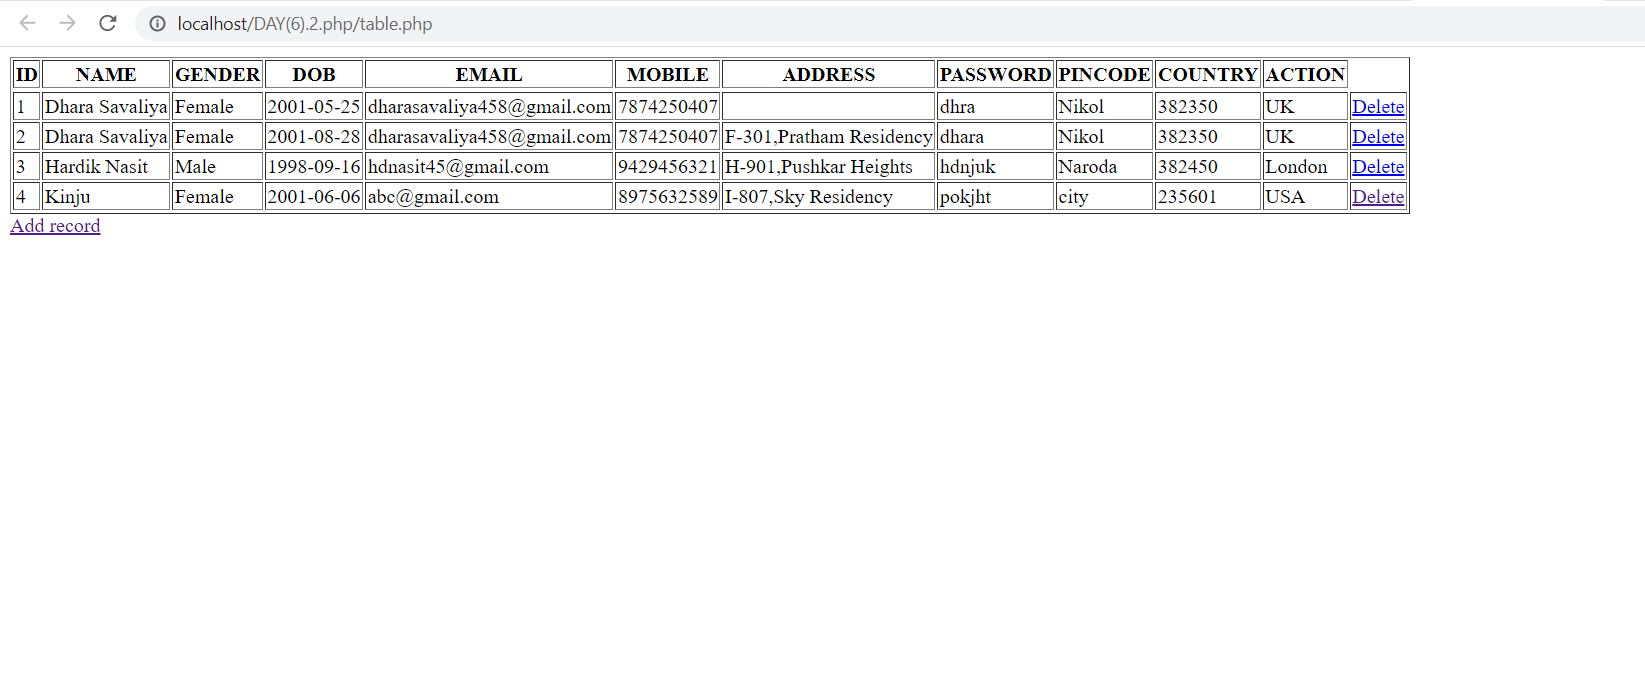 localhost/DAY(6).2.php/table.php
ID NAME GENDER DOB EMAIL MOBILE ADDRESS PASSWORD PINCODE COUNTRY ACTION
1 Dhara Savaliya Female 2001-05-25 dharasavaliya458@gmail.com 7874250407 dhra Nikol 382350 UK Delete
2 Dhara Savaliya Female 2001-08-28 dharasavaliya458@gmail.com 7874250407 F-301,Pratham Residency dhara Nikol 382350 UK Delete
3 Hardik Nasit Male 1998-09-16 hdnasit45@gmail.com 9429456321 H-901,Pushkar Heights hdnjuk Naroda 382450 London Delete
4 Kinju Female 2001-06-06 abc@gmail.com 8975632589 I-807,Sky Residency pokjht city 235601 USA Delete
Add record